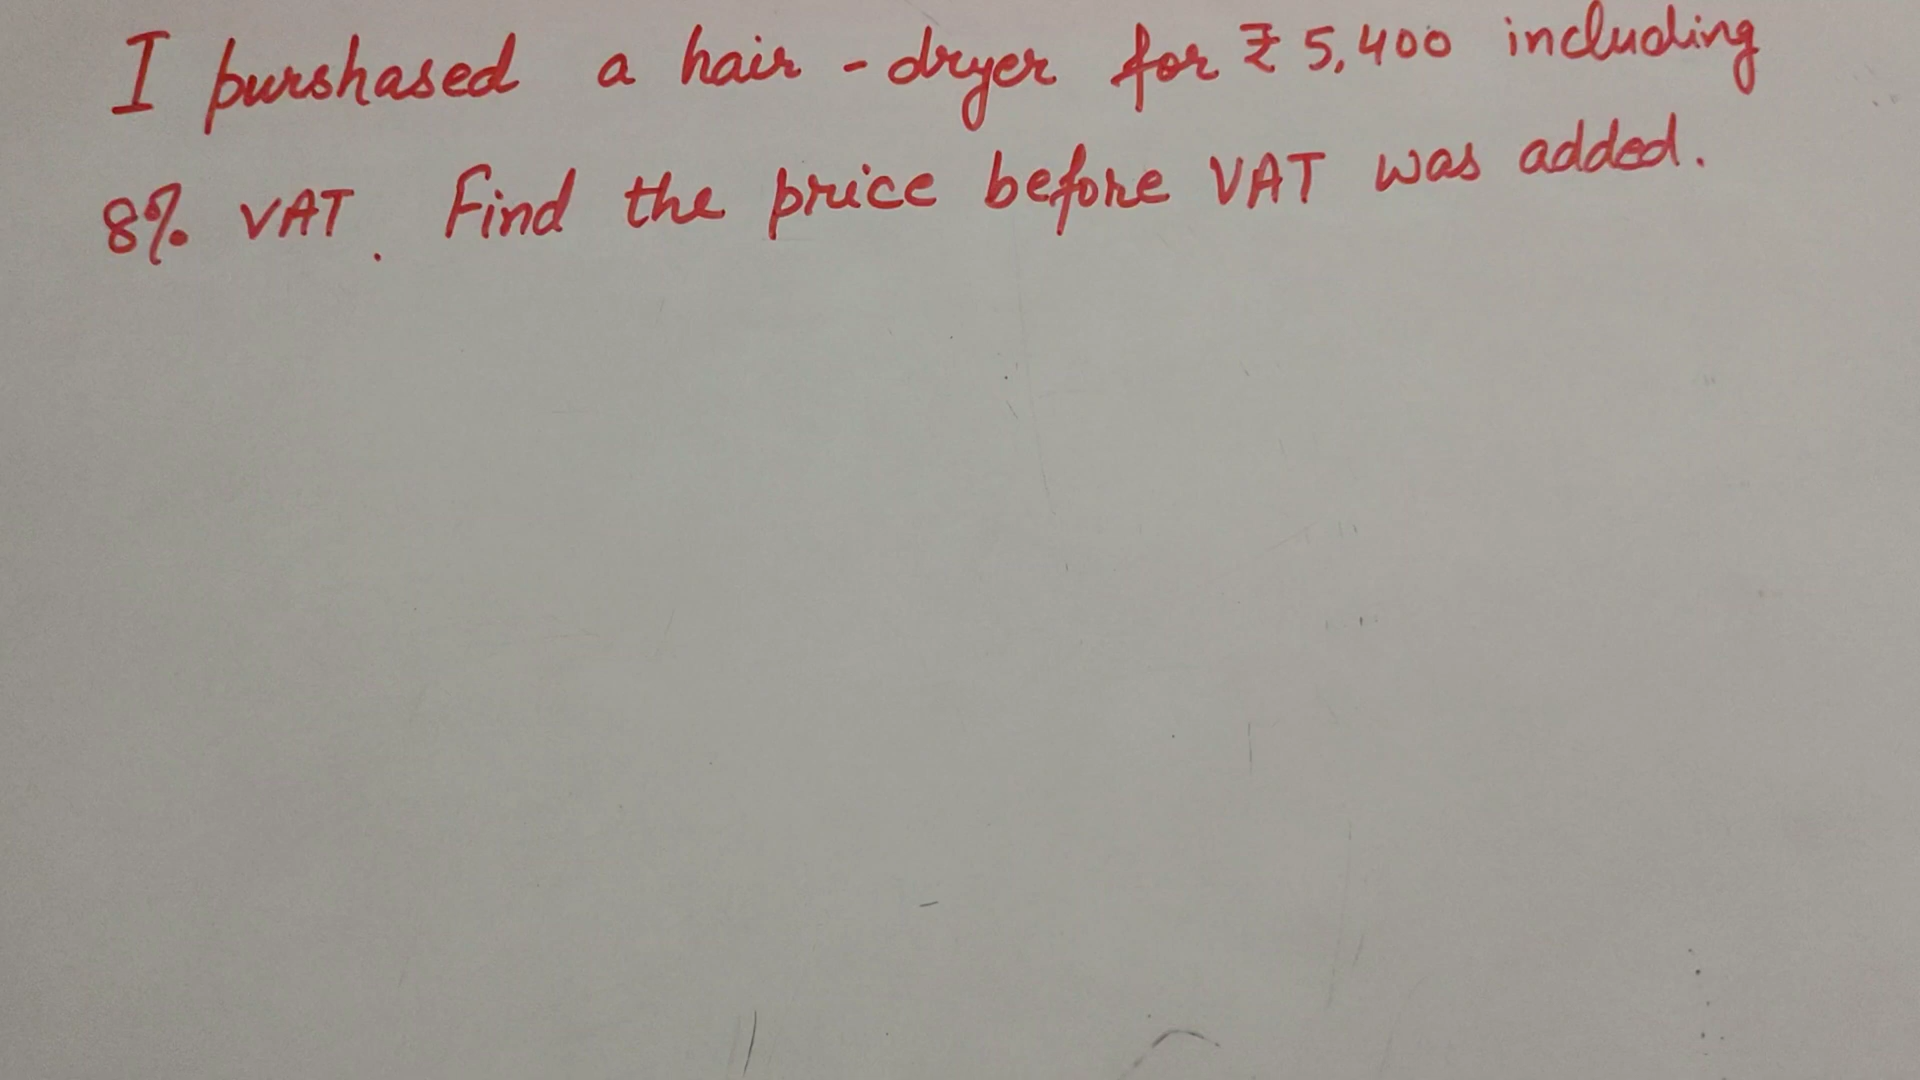 I purshased a hair - dryer for ₹ 5,400 including
8% VAT. Find the price before VAT was added.